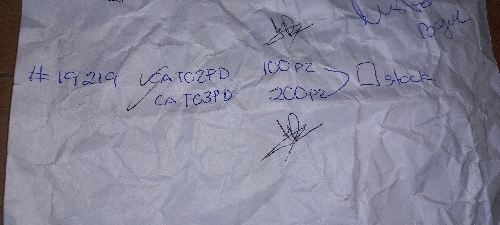 # 19219 CAT02PD 100pz stock
CAT03PD 200pz